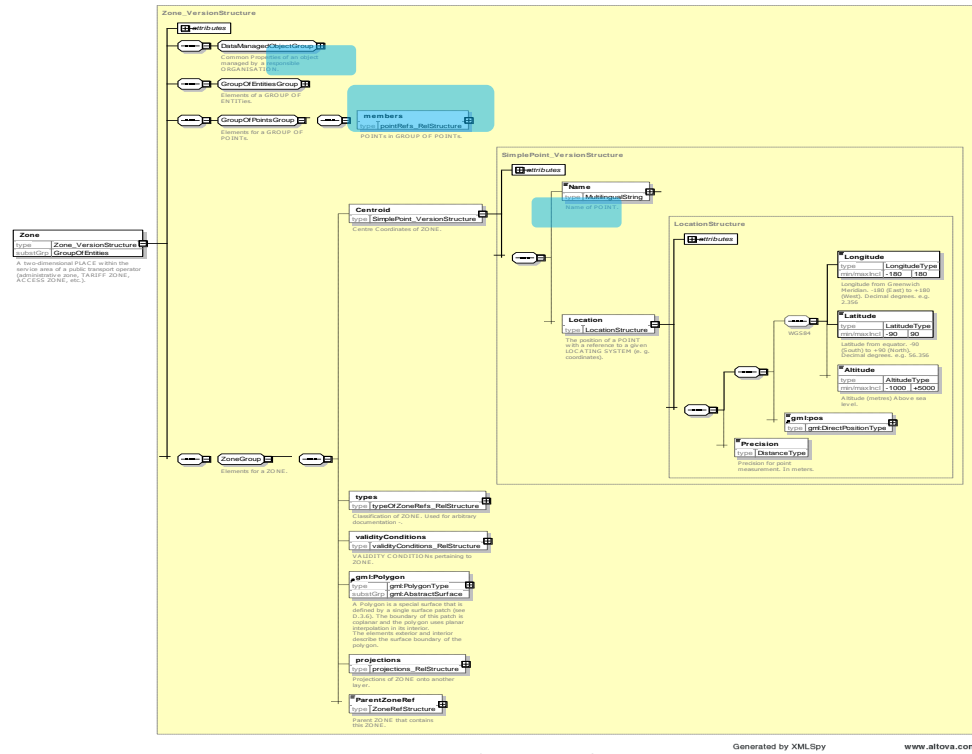 Zone_VersionStructure
attributes
DataManagedObjectGroup
Common Properties of an object
managed by a responsible
ORGANISATION.
GroupOfEntitiesGroup
Elements of a GROUP OF
ENTITies.
GroupOfPointsGroup
Elements for a GROUP OF
POINTs.
members
type pointRefs_RelStructure
POINTs in GROUP OF POINTs.
Zone
type Zone_VersionStructure
substGrp GroupOfEntities
A two-dimensional PLACE within the
service area of a public transport operator
(administrative zone, TARIFF ZONE,
ACCESS ZONE, etc.).
SimplePoint_VersionStructure
attributes
Name
type MultilingualString
Name of POINT.
Centroid
type SimplePoint_VersionStructure
Centre Coordinates of ZONE.
LocationStructure
attributes
Location
type LocationStructure
The position of a POINT
with a reference to a given
LOCATING SYSTEM (e. g.
coordinates).
Longitude
type LongitudeType
min/maxIncl -180 180
Longitude from Greenwich
Meridian. -180 (East) to +180
(West). Decimal degrees. e.g.
2.356
WGS84
Latitude
type LatitudeType
min/maxIncl -90 90
Latitude from equator. -90
(South) to +90 (North).
Decimal degrees. e.g. 56.356
Altitude
type AltitudeType
min/maxIncl -1000 +5000
Altitude (metres) Above sea
level.
gml:pos
type gml:DirectPositionType
Precision
type DistanceType
Precision for point
measurement. In meters.
ZoneGroup
Elements for a ZONE.
types
type typeOfZoneRefs_RelStructure
Classification of ZONE. Used for arbitrary
documentation -.
validityConditions
type validityConditions_RelStructure
VALIDITY CONDITIONs pertaining to
ZONE.
gml:Polygon
type gml:PolygonType
substGrp gml:AbstractSurface
A Polygon is a special surface that is
defined by a single surface patch (see
D.3.6). The boundary of this patch is
coplanar and the polygon uses planar
interpolation in its interior.
The elements exterior and interior
describe the surface boundary of the
polygon.
projections
type projections_RelStructure
Projections of ZONE onto another
layer.
ParentZoneRef
type ZoneRefStructure
Parent ZONE that contains
this ZONE.
Generated by XMLSpy
www.altova.com